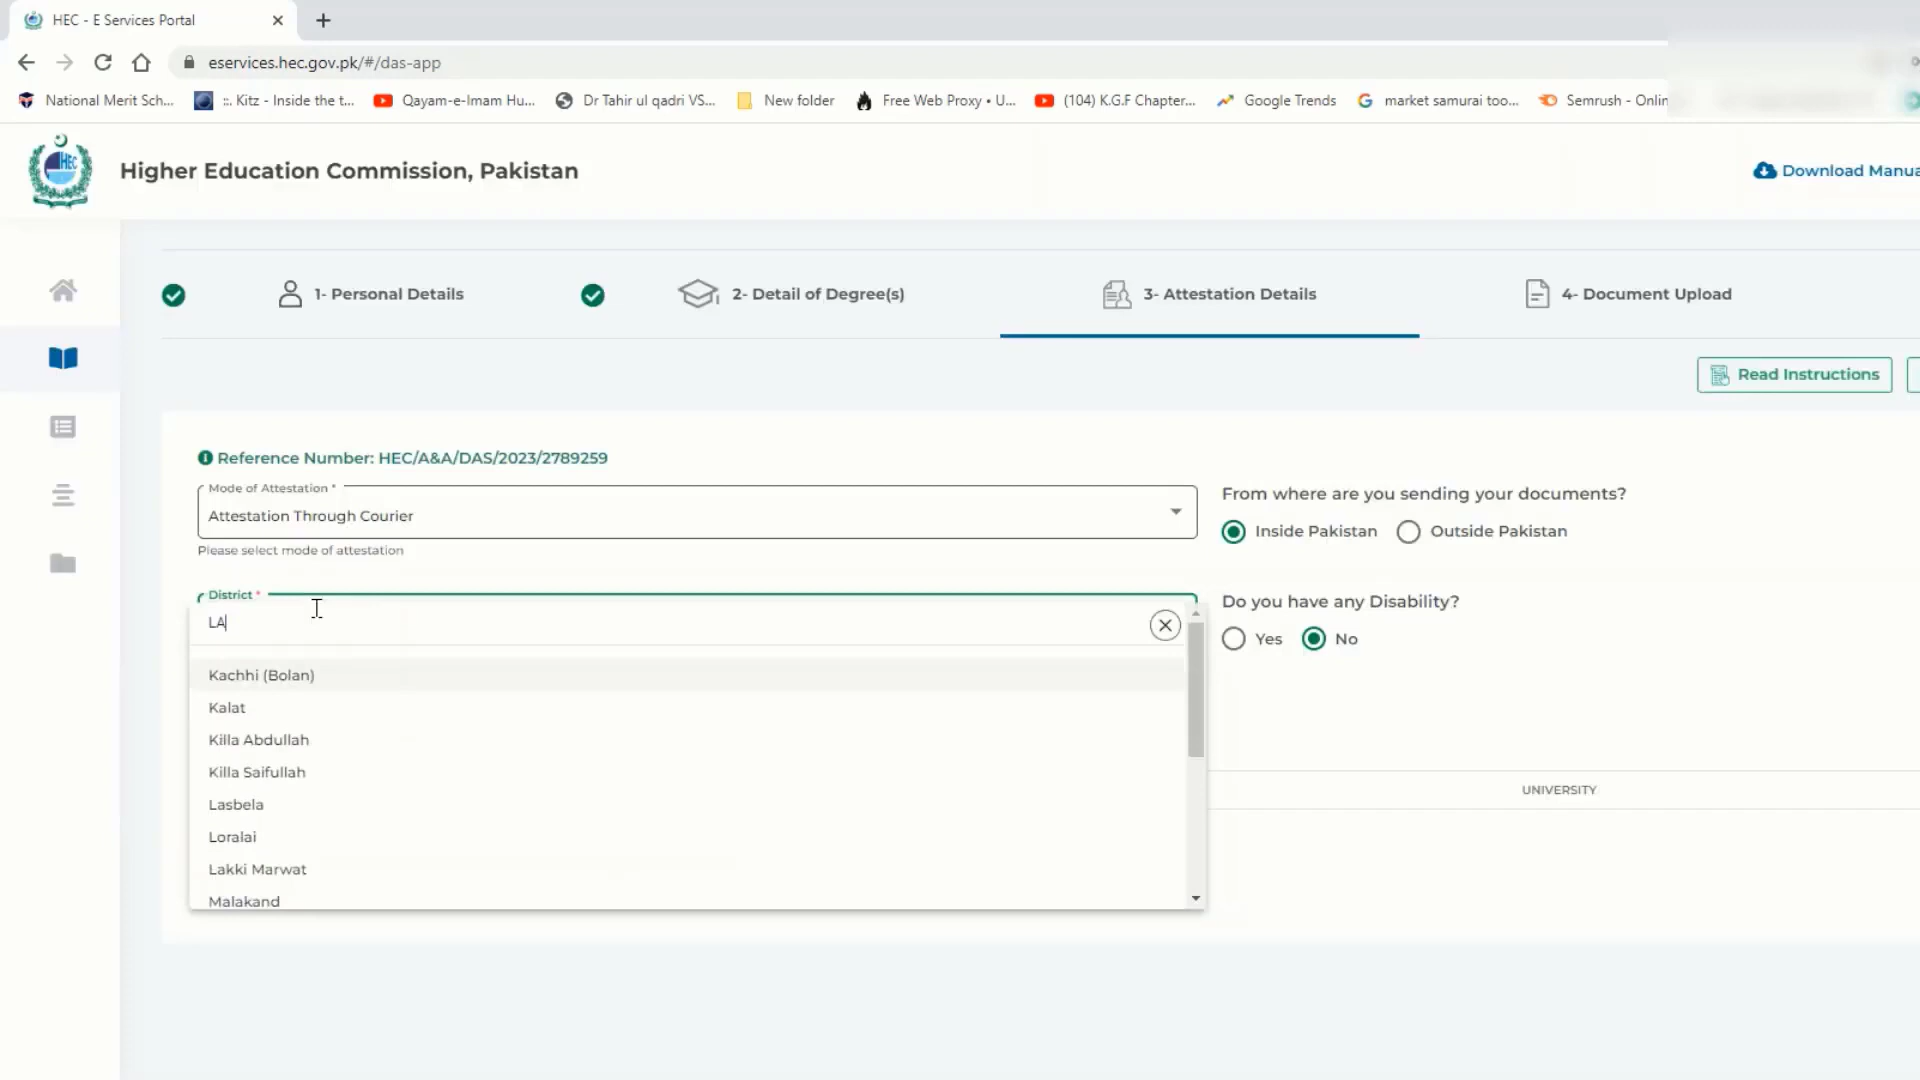 HEC - E Services Portal
eservices.hec.gov.pk/#/das-app
National Merit Sch... ::. Kitz - Inside the t... Qayam-e-Imam Hu... Dr Tahir ul qadri VS... New folder Free Web Proxy • U... (104) K.G.F Chapter... Google Trends market samurai too... Semrush - Onlin
HEC
Higher Education Commission, Pakistan
Download Manua
1- Personal Details
2- Detail of Degree(s)
3- Attestation Details
4- Document Upload
Read Instructions
Reference Number: HEC/A&A/DAS/2023/2789259
Mode of Attestation *
Attestation Through Courier
Please select mode of attestation
From where are you sending your documents?
Inside Pakistan Outside Pakistan
District *
LA
Do you have any Disability?
Yes No
Kachhi (Bolan)
Kalat
Killa Abdullah
Killa Saifullah
Lasbela
Loralai
Lakki Marwat
Malakand
UNIVERSITY